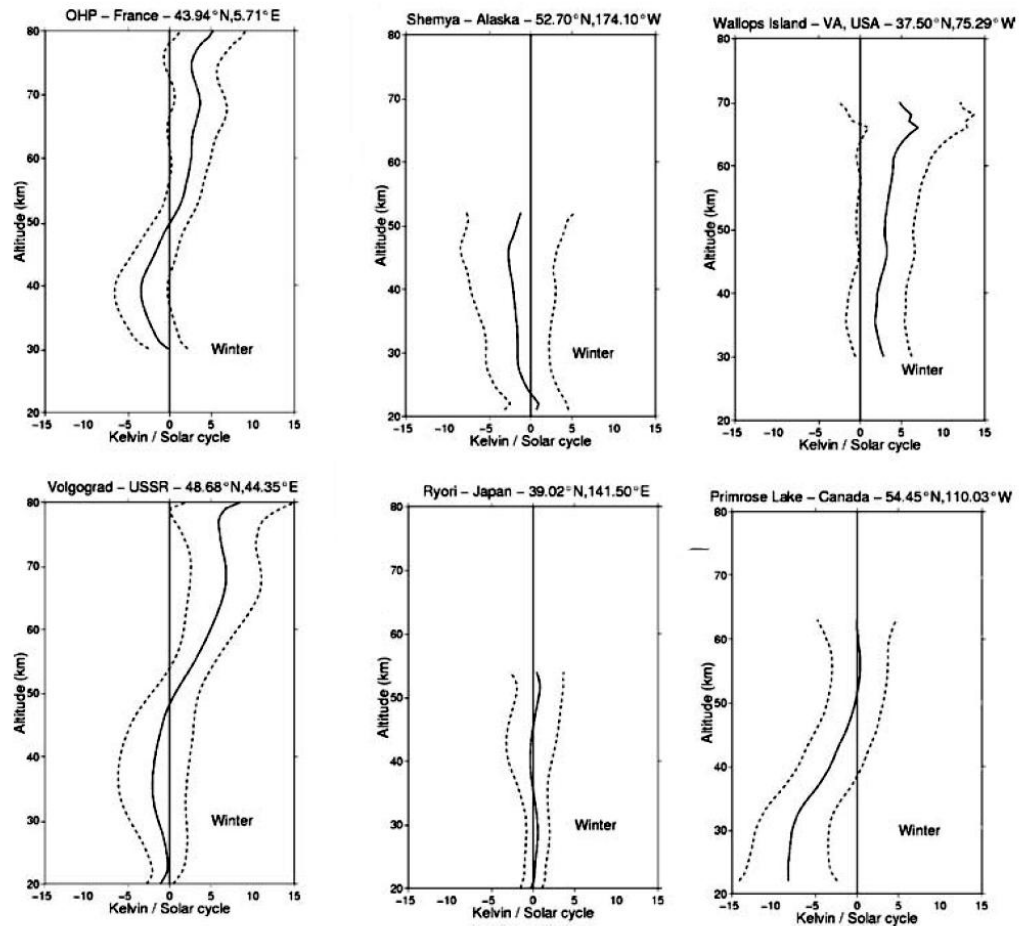 OHP – France – 43.94°N,5.71°E
Altitude (km)
80
70
60
50
40
30
20
Winter
–15 –10 –5 0 5 10 15
Kelvin / Solar cycle
Shemya – Alaska – 52.70°N,174.10°W
Altitude (km)
80
70
60
50
40
30
20
Winter
–15 –10 –5 0 5 10 15
Kelvin / Solar cycle
Wallops Island – VA, USA – 37.50°N,75.29°W
Altitude (km)
80
70
60
50
40
30
20
Winter
–15 –10 –5 0 5 10 15
Kelvin / Solar cycle
Volgograd – USSR – 48.68°N,44.35°E
Altitude (km)
80
70
60
50
40
30
20
Winter
–15 –10 –5 0 5 10 15
Kelvin / Solar cycle
Ryori – Japan – 39.02°N,141.50°E
Altitude (km)
80
70
60
50
40
30
20
Winter
–15 –10 –5 0 5 10 15
Kelvin / Solar cycle
Primrose Lake – Canada – 54.45°N,110.03°W
Altitude (km)
80
70
60
50
40
30
20
Winter
–15 –10 –5 0 5 10 15
Kelvin / Solar cycle